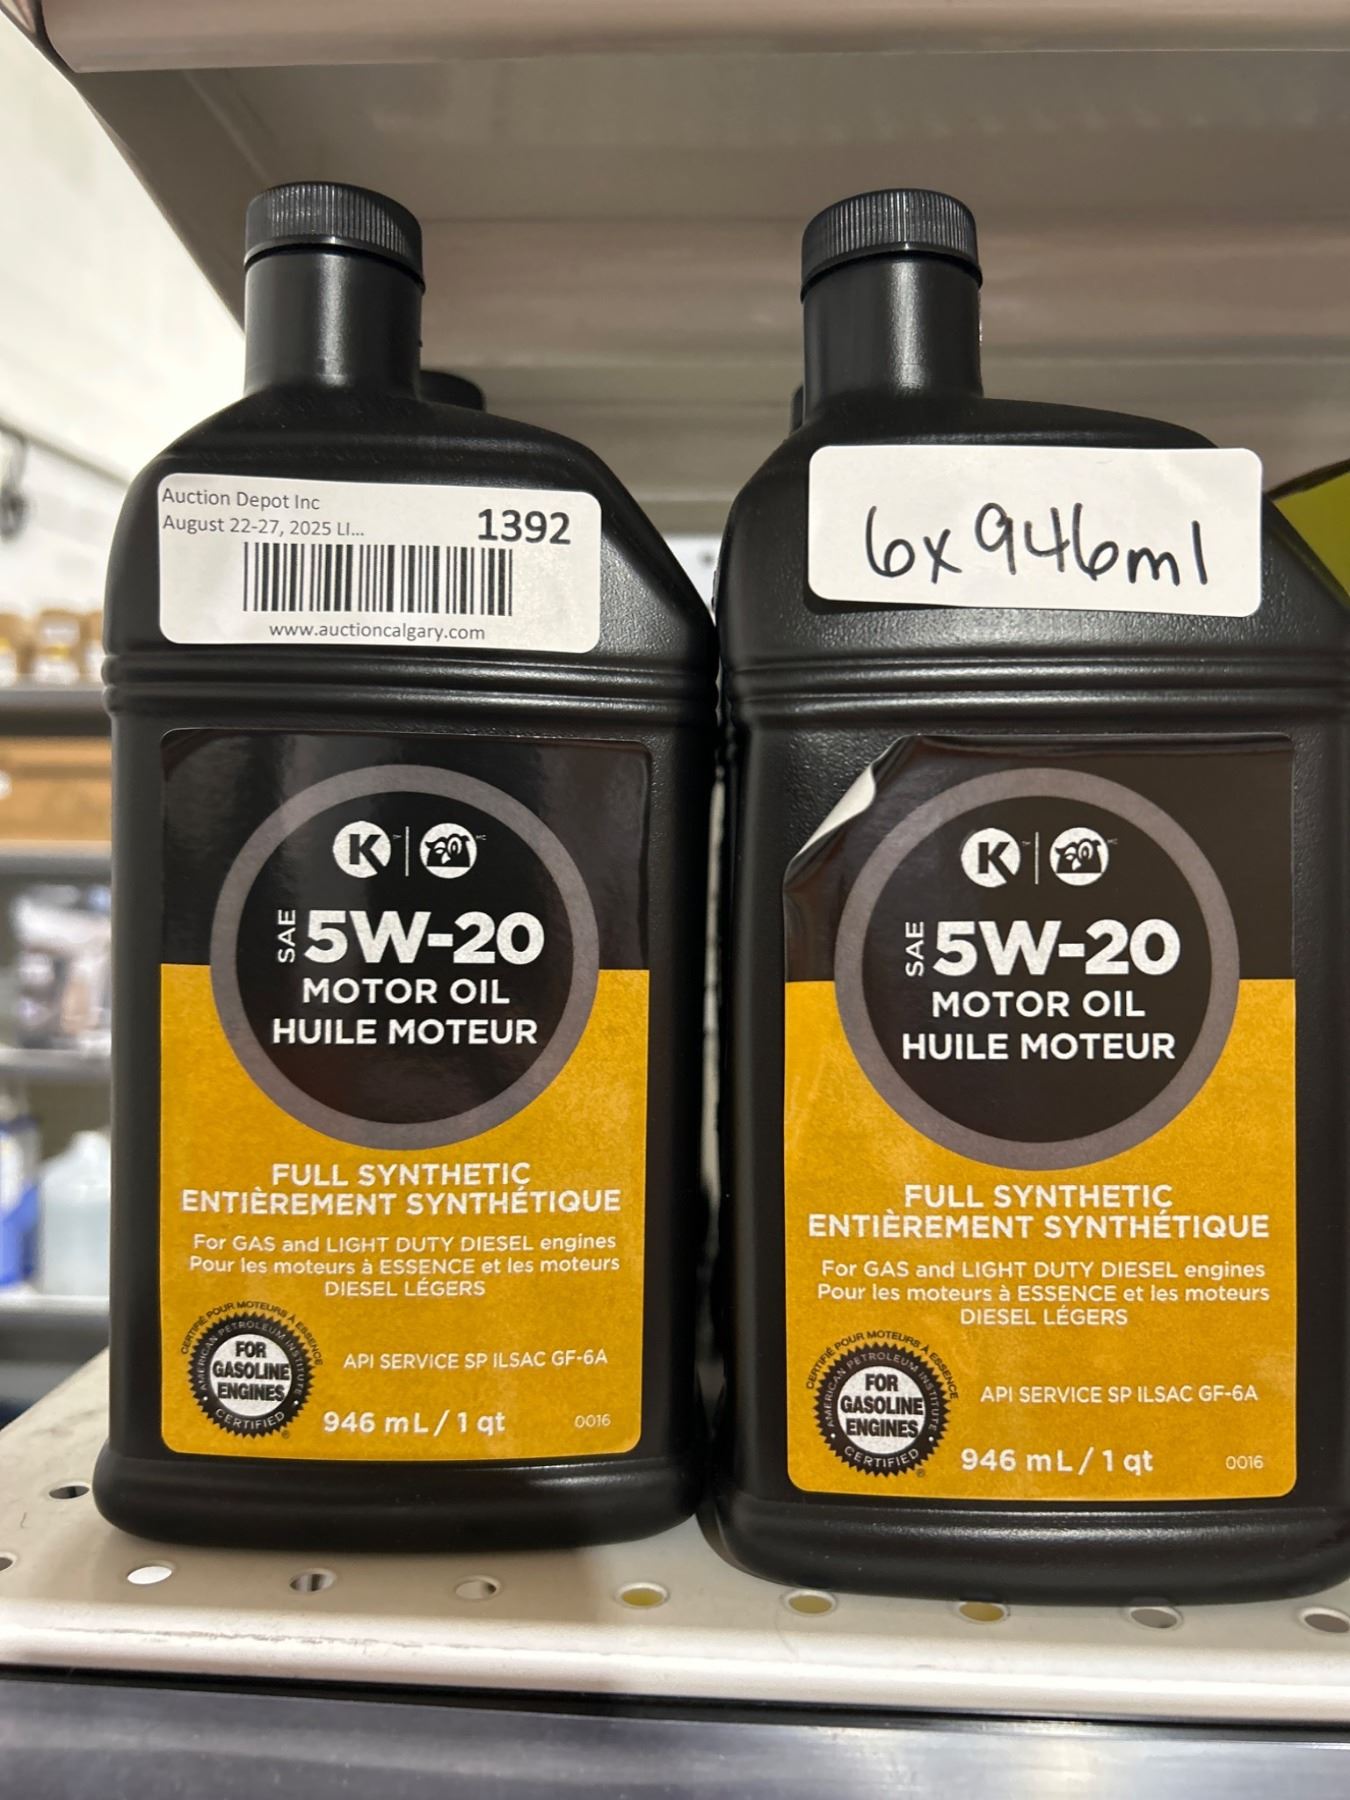 Auction Depot Inc
August 22-27, 2025 LI...
1392
www.auctioncalgary.com
6x946ml
K™ MC
SAE 5W-20
MOTOR OIL
HUILE MOTEUR
FULL SYNTHETIC
ENTIÈREMENT SYNTHÉTIQUE
For GAS and LIGHT DUTY DIESEL engines
Pour les moteurs à ESSENCE et les moteurs
DIESEL LÉGERS
CERTIFIÉ POUR MOTEURS À ESSENCE
AMERICAN PETROLEUM INSTITUTE
FOR
GASOLINE
ENGINES
CERTIFIED
®
API SERVICE SP ILSAC GF-6A
946 mL / 1 qt
0016
K™ MC
SAE 5W-20
MOTOR OIL
HUILE MOTEUR
FULL SYNTHETIC
ENTIÈREMENT SYNTHÉTIQUE
For GAS and LIGHT DUTY DIESEL engines
Pour les moteurs à ESSENCE et les moteurs
DIESEL LÉGERS
CERTIFIÉ POUR MOTEURS À ESSENCE
AMERICAN PETROLEUM INSTITUTE
FOR
GASOLINE
ENGINES
CERTIFIED
®
API SERVICE SP ILSAC GF-6A
946 mL / 1 qt
0016